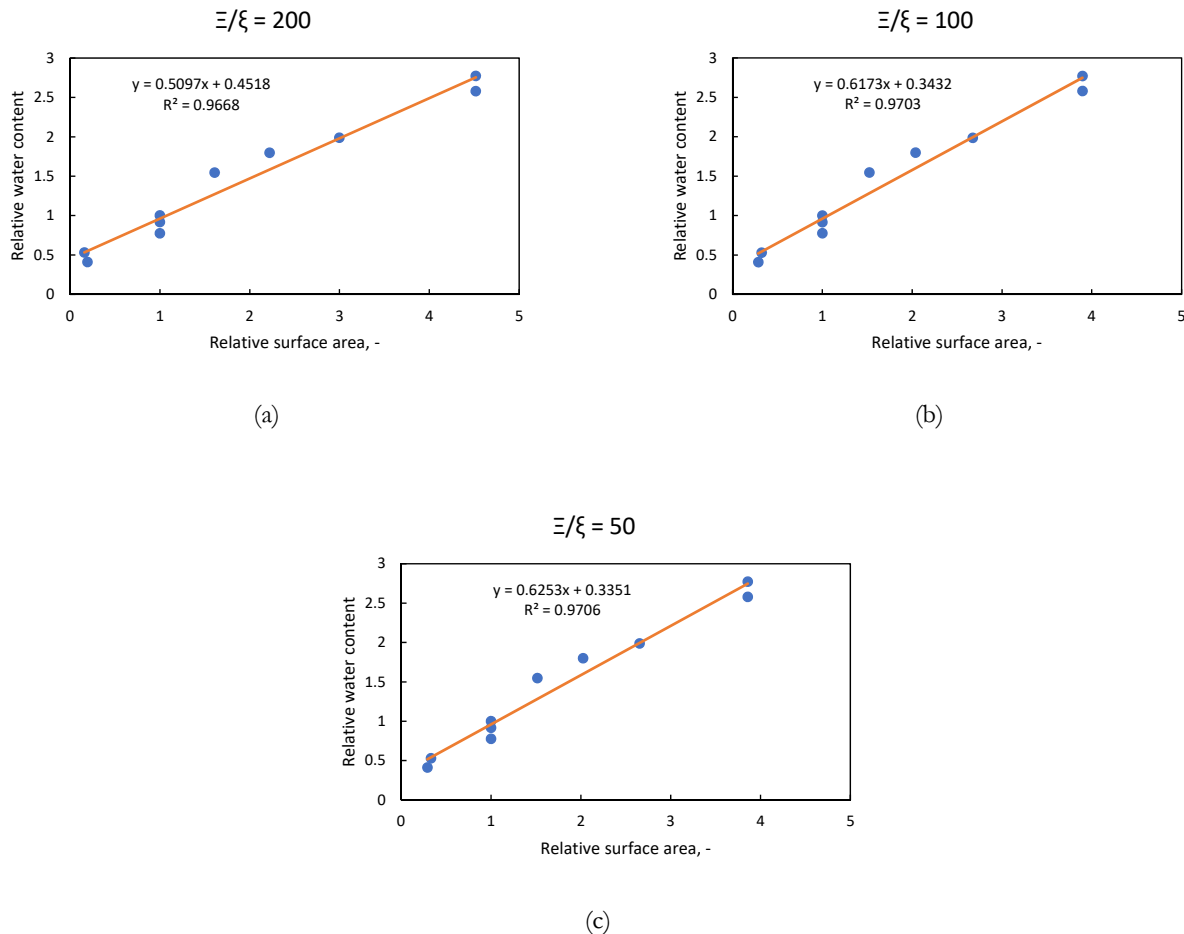 Ξ/ξ = 200
y = 0.5097x + 0.4518
R² = 0.9668
3
2.5
2
1.5
1
0.5
0
Relative water content
0 1 2 3 4 5
Relative surface area, -
(a)
Ξ/ξ = 100
y = 0.6173x + 0.3432
R² = 0.9703
3
2.5
2
1.5
1
0.5
0
Relative water content
0 1 2 3 4 5
Relative surface area, -
(b)
Ξ/ξ = 50
y = 0.6253x + 0.3351
R² = 0.9706
3
2.5
2
1.5
1
0.5
0
Relative water content
0 1 2 3 4 5
Relative surface area, -
(c)